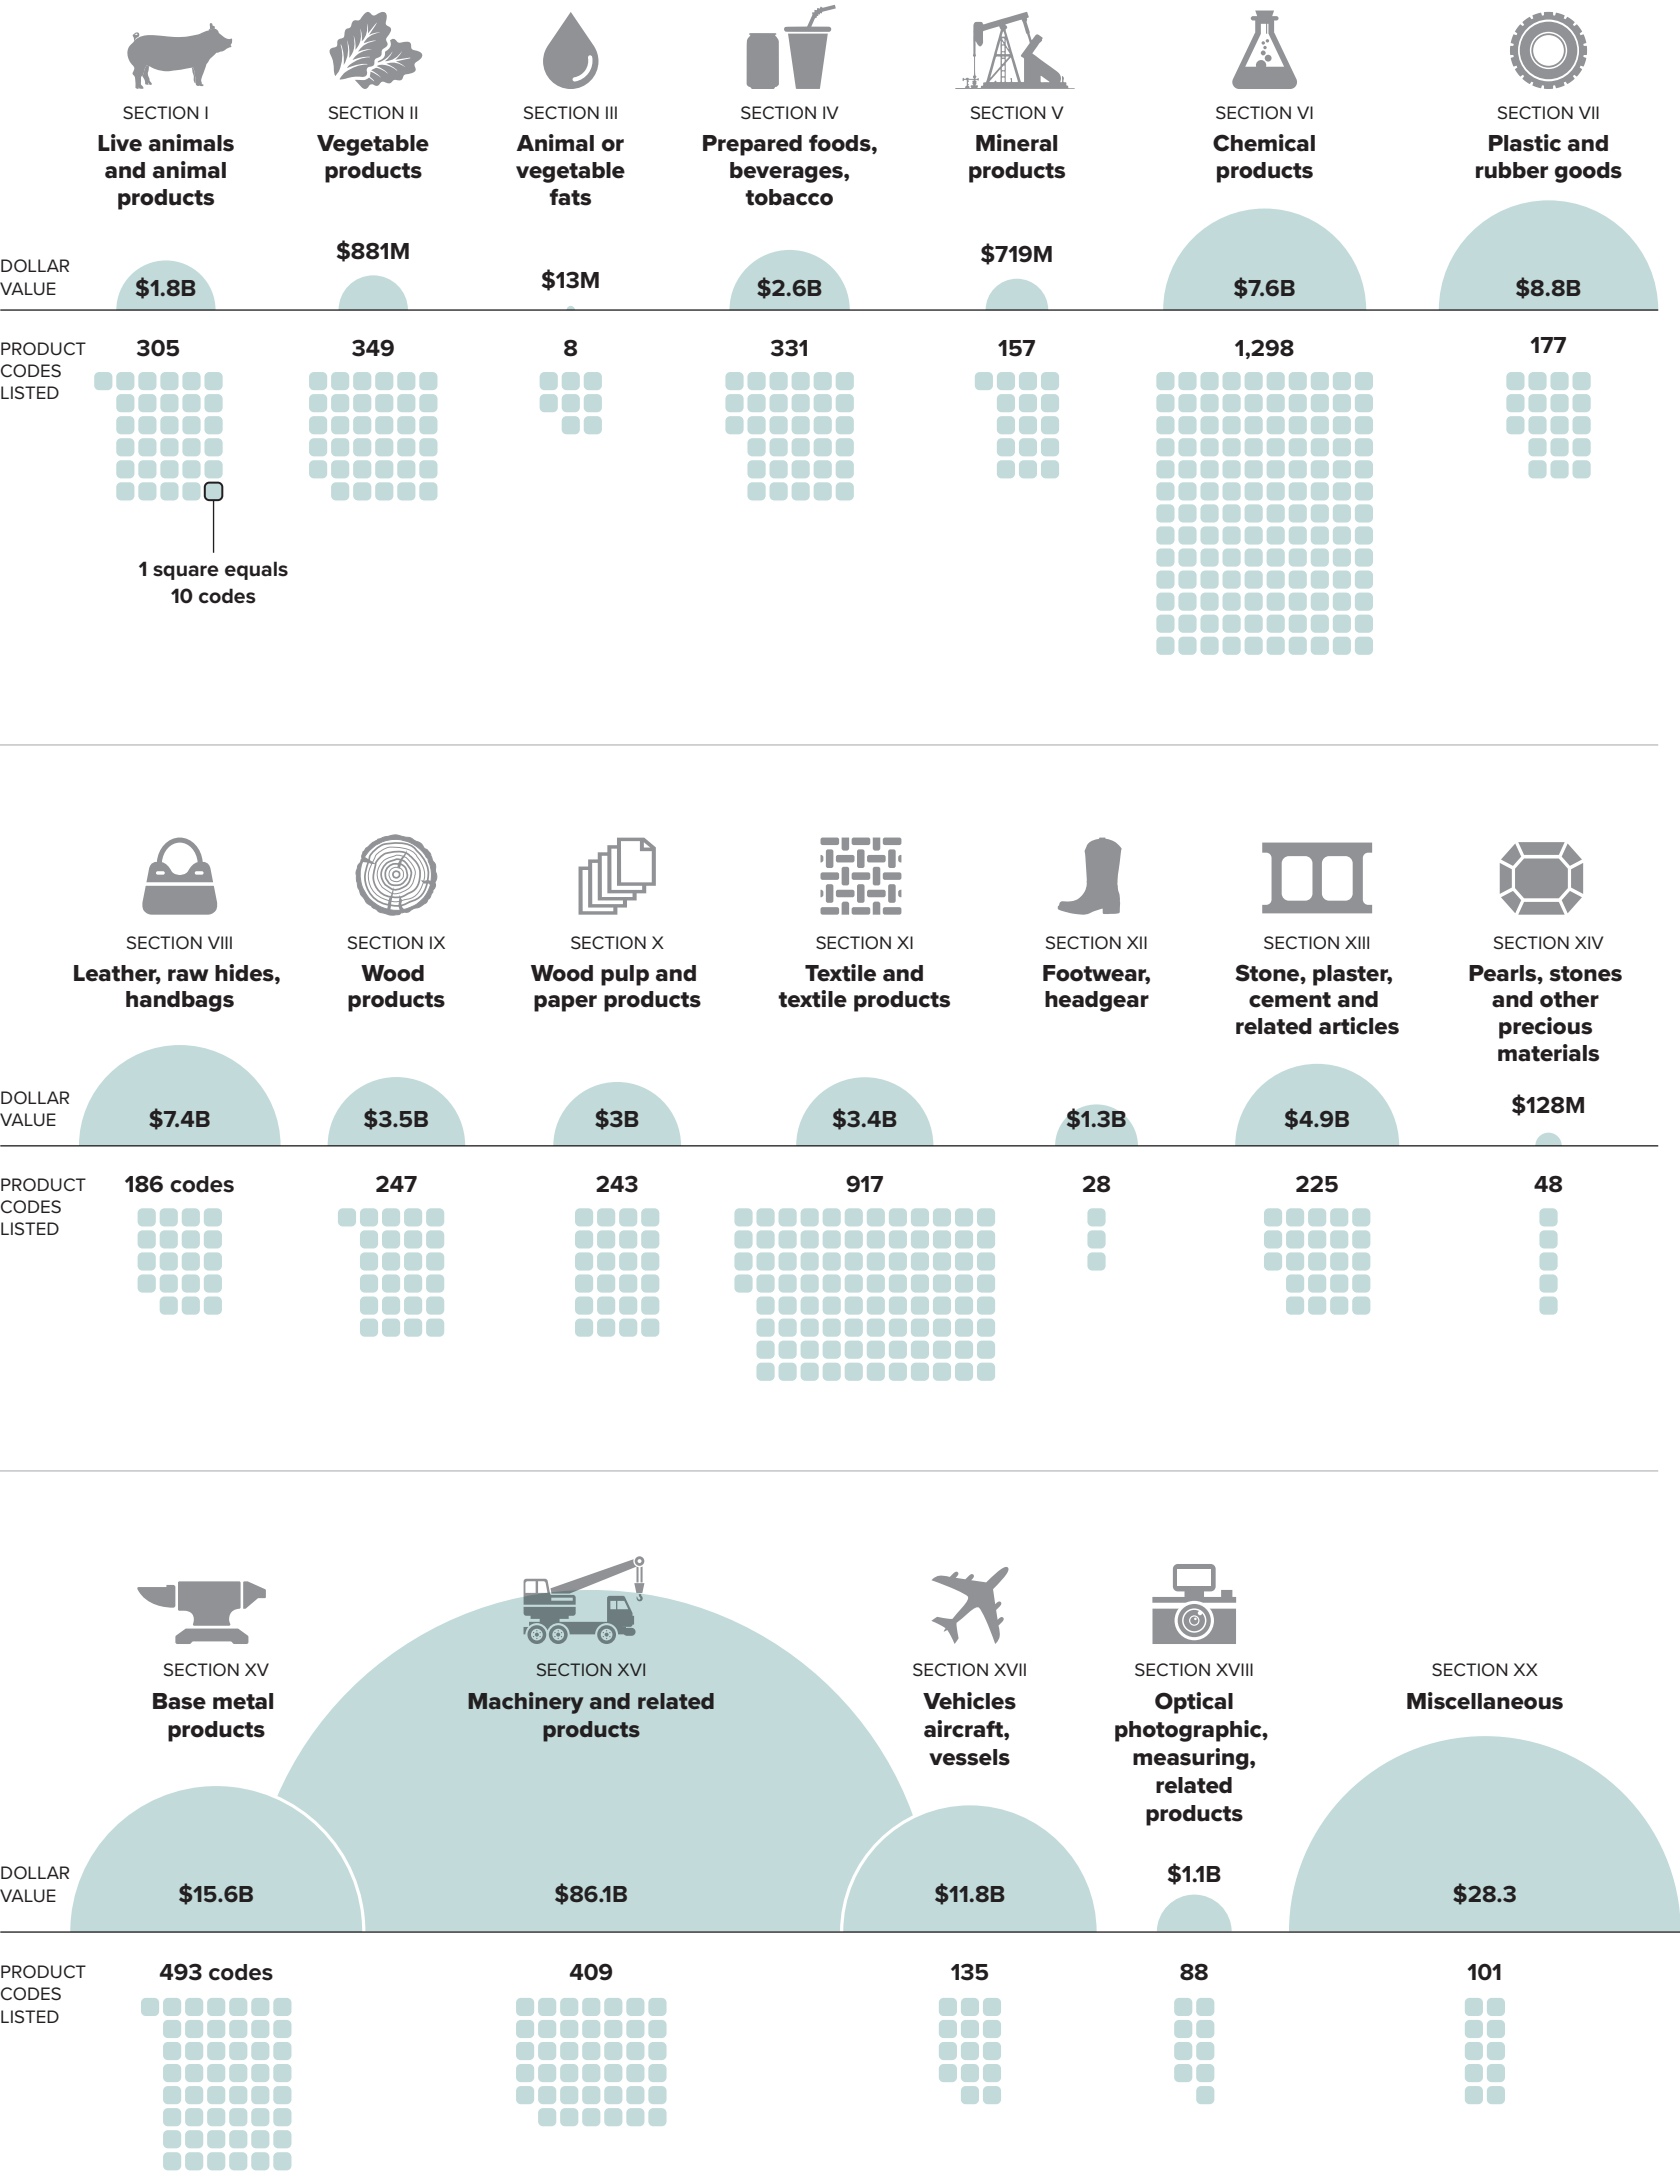 SECTION I
Live animals
and animal
products
SECTION II
Vegetable
products
SECTION III
Animal or
vegetable
fats
SECTION IV
Prepared foods,
beverages,
tobacco
SECTION V
Mineral
products
SECTION VI
Chemical
products
SECTION VII
Plastic and
rubber goods
DOLLAR
VALUE
$1.8B
$881M
$13M
$2.6B
$719M
$7.6B
$8.8B
PRODUCT
CODES
LISTED
305
349
8
331
157
1,298
177
1 square equals
10 codes
SECTION VIII
Leather, raw hides,
handbags
SECTION IX
Wood
products
SECTION X
Wood pulp and
paper products
SECTION XI
Textile and
textile products
SECTION XII
Footwear,
headgear
SECTION XIII
Stone, plaster,
cement and
related articles
SECTION XIV
Pearls, stones
and other
precious
materials
DOLLAR
VALUE
$7.4B
$3.5B
$3B
$3.4B
$1.3B
$4.9B
$128M
PRODUCT
CODES
LISTED
186 codes
247
243
917
28
225
48
SECTION XV
Base metal
products
SECTION XVI
Machinery and related
products
SECTION XVII
Vehicles
aircraft,
vessels
SECTION XVIII
Optical
photographic,
measuring,
related
products
SECTION XX
Miscellaneous
DOLLAR
VALUE
$15.6B
$86.1B
$11.8B
$1.1B
$28.3
PRODUCT
CODES
LISTED
493 codes
409
135
88
101